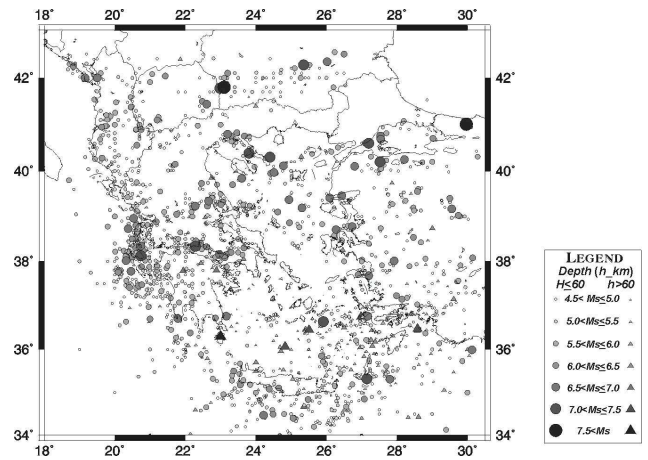 20° 22° 24° 26° 28° 30°
42° 42°
40° 40°
38° 38°
36° 36°
34° 34°
20° 22° 24° 26° 28° 30°
LEGEND
Depth (h_km)
H≤60 h>60
4.5< Ms≤5.0
5.0<Ms≤5.5
5.5<Ms≤6.0
6.0<Ms≤6.5
6.5<Ms≤7.0
7.0<Ms≤7.5
7.5<Ms